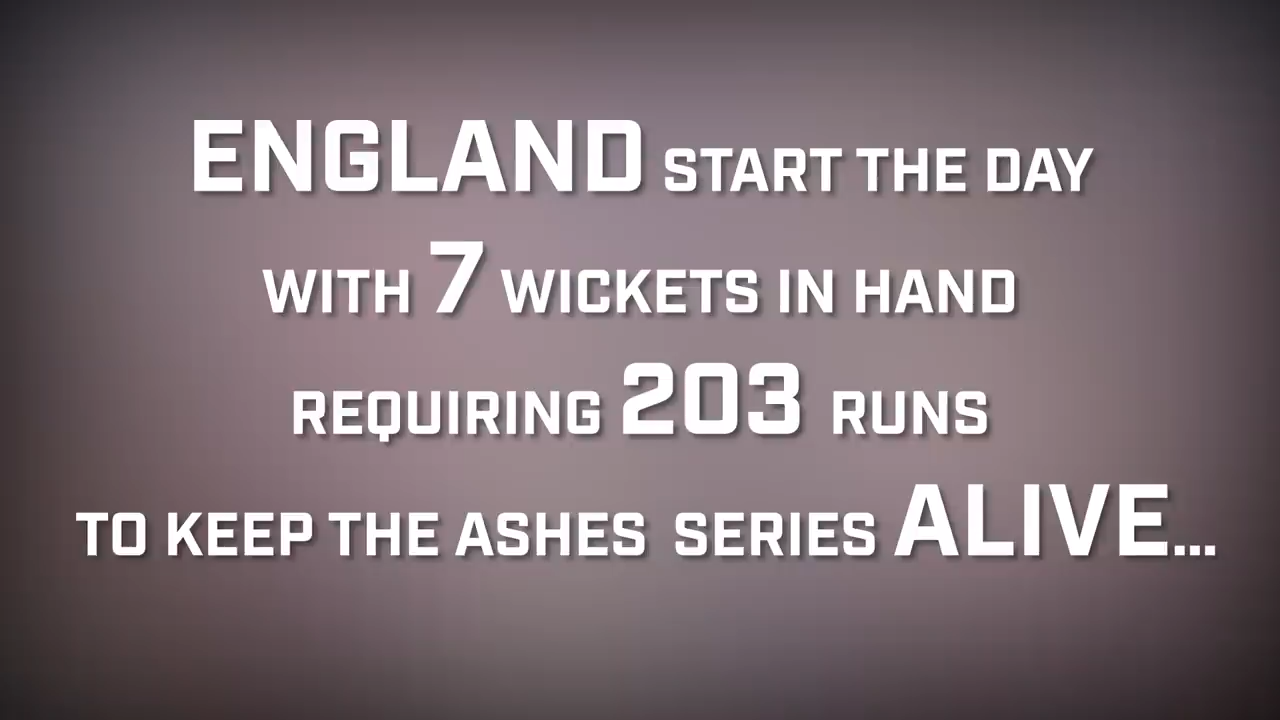 ENGLAND START THE DAY
WITH 7 WICKETS IN HAND
REQUIRING 203 RUNS
TO KEEP THE ASHES SERIES ALIVE...